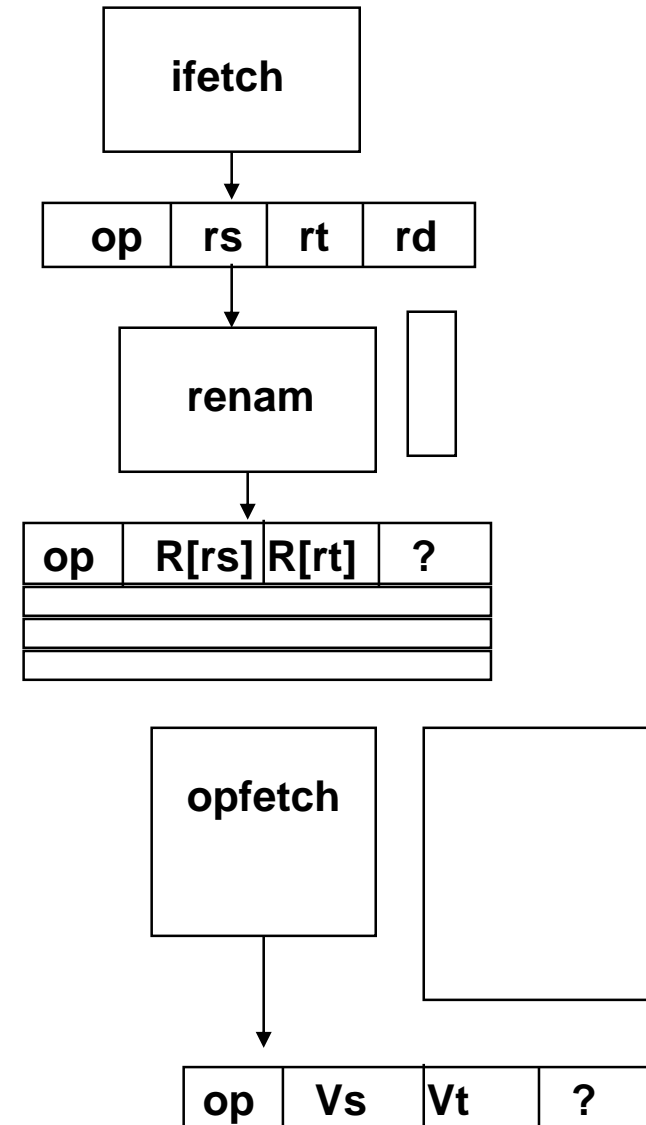 ifetch
op rs rt rd
renam
op R[rs] R[rt] ?
opfetch
op Vs Vt ?